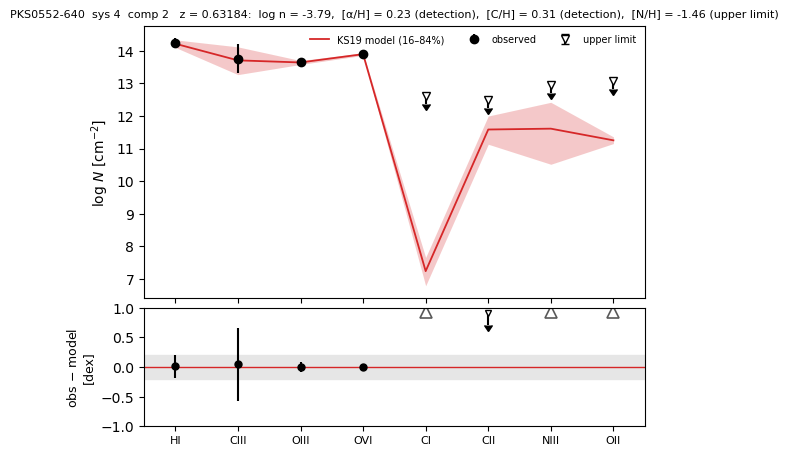 PKS0552-640  sys 4  comp 2   z = 0.63184:  log n = -3.79,  [α/H] = 0.23 (detection),  [C/H] = 0.31 (detection),  [N/H] = -1.46 (upper limit)
KS19 model (16–84%)   observed   upper limit
log N [cm⁻²]
14
13
12
11
10
9
8
7
obs − model
[dex]
1.0
0.5
0.0
−0.5
−1.0
HI   CIII   OIII   OVI   CI   CII   NIII   OII